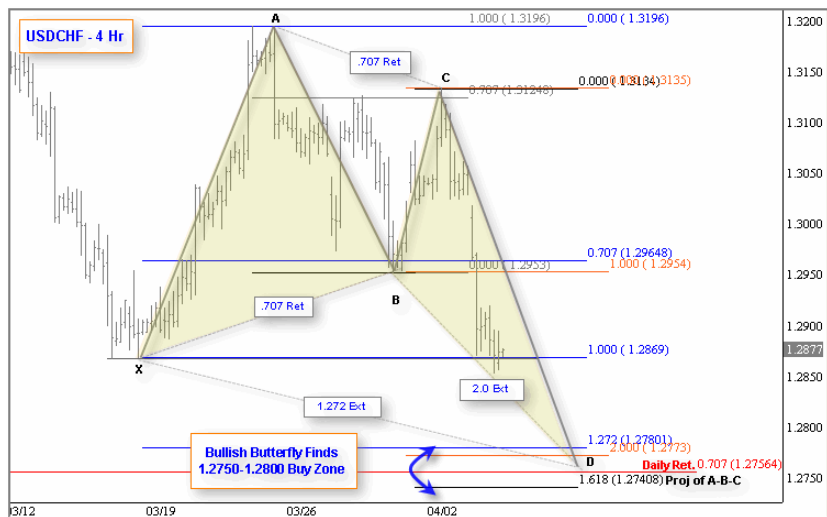 USDCHF - 4 Hr
A
1.000 ( 1.3196)
0.000 ( 1.3196)
1.3200
.707 Ret
C
0.000 ( 1.3134)
0.000 ( 1.3135)
1.3150
0.707 (1.31248)
1.3100
1.3050
1.3000
0.707 (1.29648)
0.000 ( 1.2953)
1.000 ( 1.2954)
1.2950
B
.707 Ret
1.2900
1.000 ( 1.2869)
1.2877
X
2.0 Ext
1.2850
1.272 Ext
1.2800
Bullish Butterfly Finds
1.2750-1.2800 Buy Zone
1.272 (1.27801)
2.000 ( 1.2773)
D
Daily Ret. 0.707 (1.27564)
1.618 (1.27408) Proj of A-B-C
1.2750
03/12
03/19
03/26
04/02